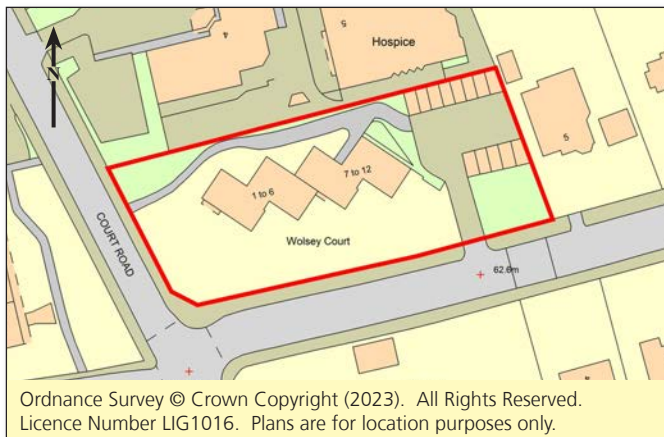 4
5
Hospice
N
5
1 to 6
7 to 12
Wolsey Court
COURT ROAD
62.6m
Ordnance Survey © Crown Copyright (2023). All Rights Reserved.
Licence Number LIG1016. Plans are for location purposes only.